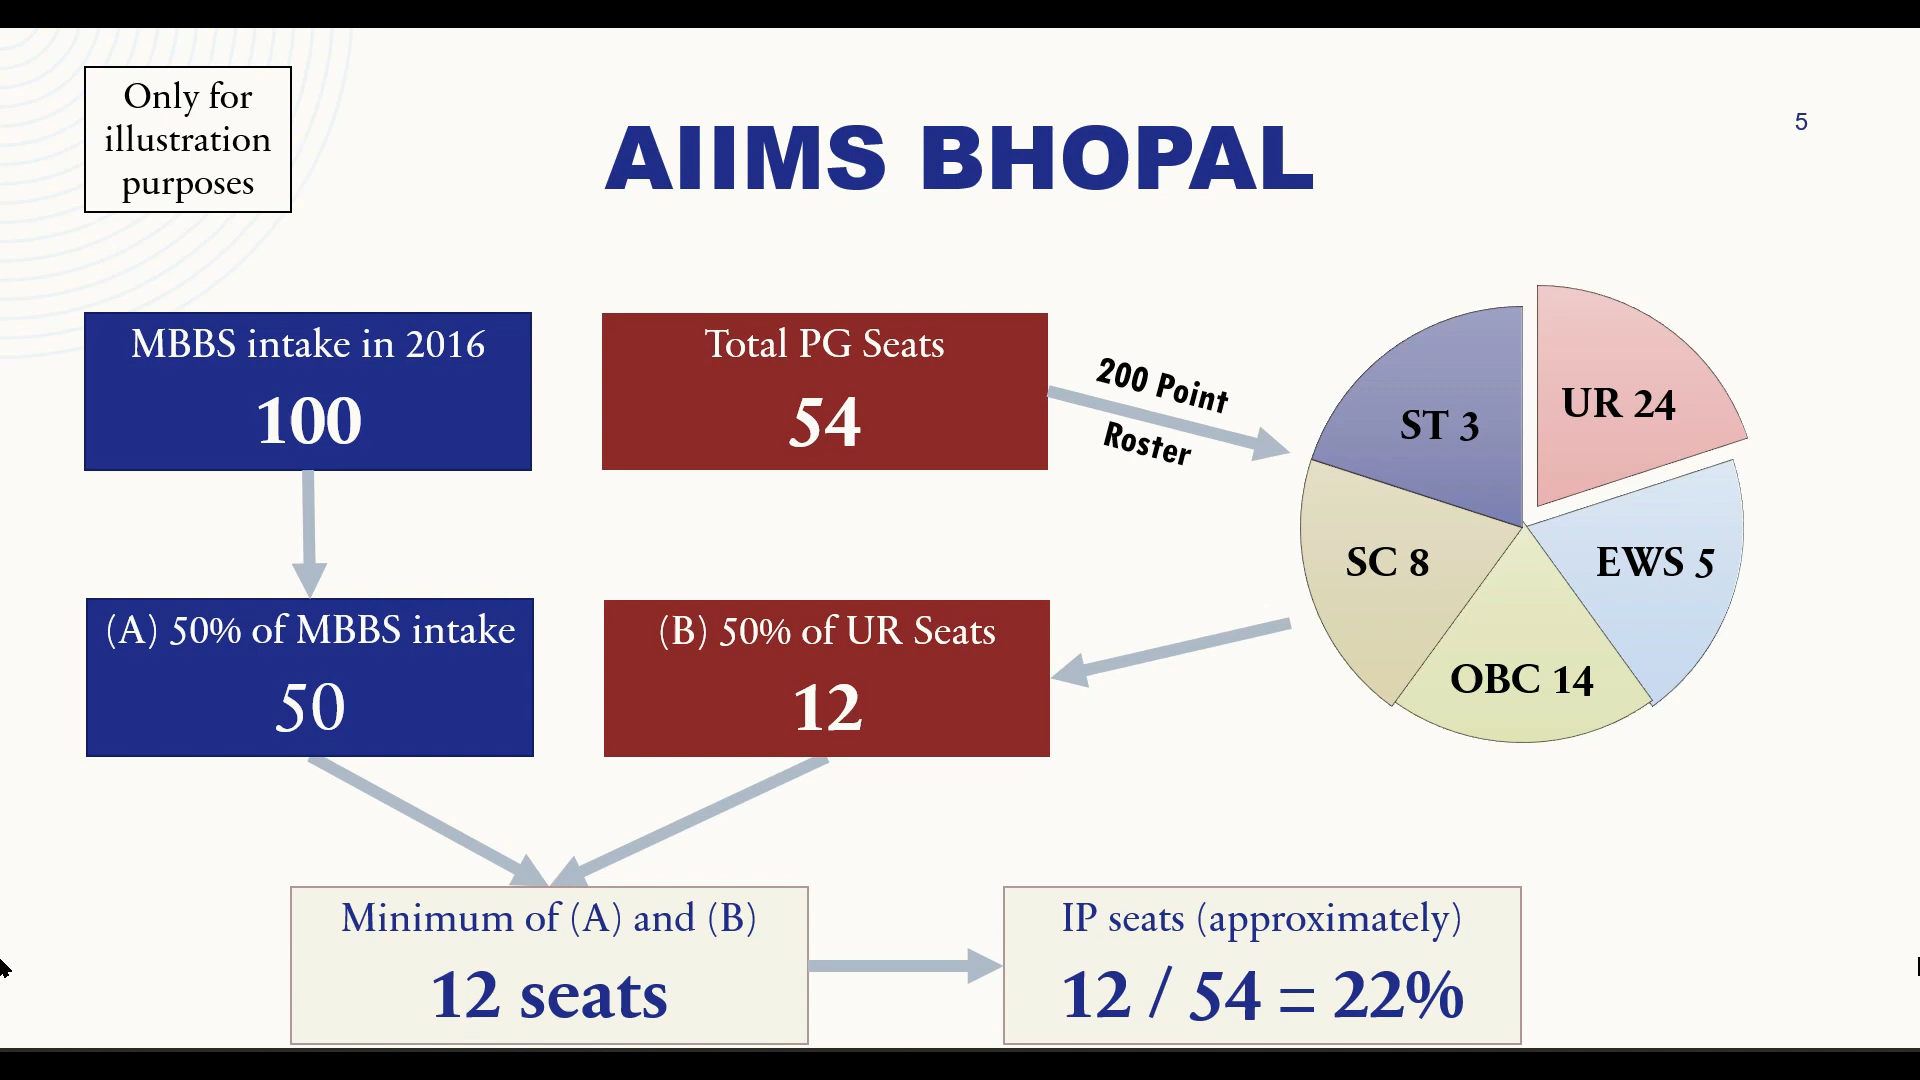 Only for
illustration
purposes
AIIMS BHOPAL
5
MBBS intake in 2016
100
Total PG Seats
54
200 Point
Roster
UR 24
ST 3
EWS 5
SC 8
OBC 14
(A) 50% of MBBS intake
50
(B) 50% of UR Seats
12
Minimum of (A) and (B)
12 seats
IP seats (approximately)
12 / 54 = 22%